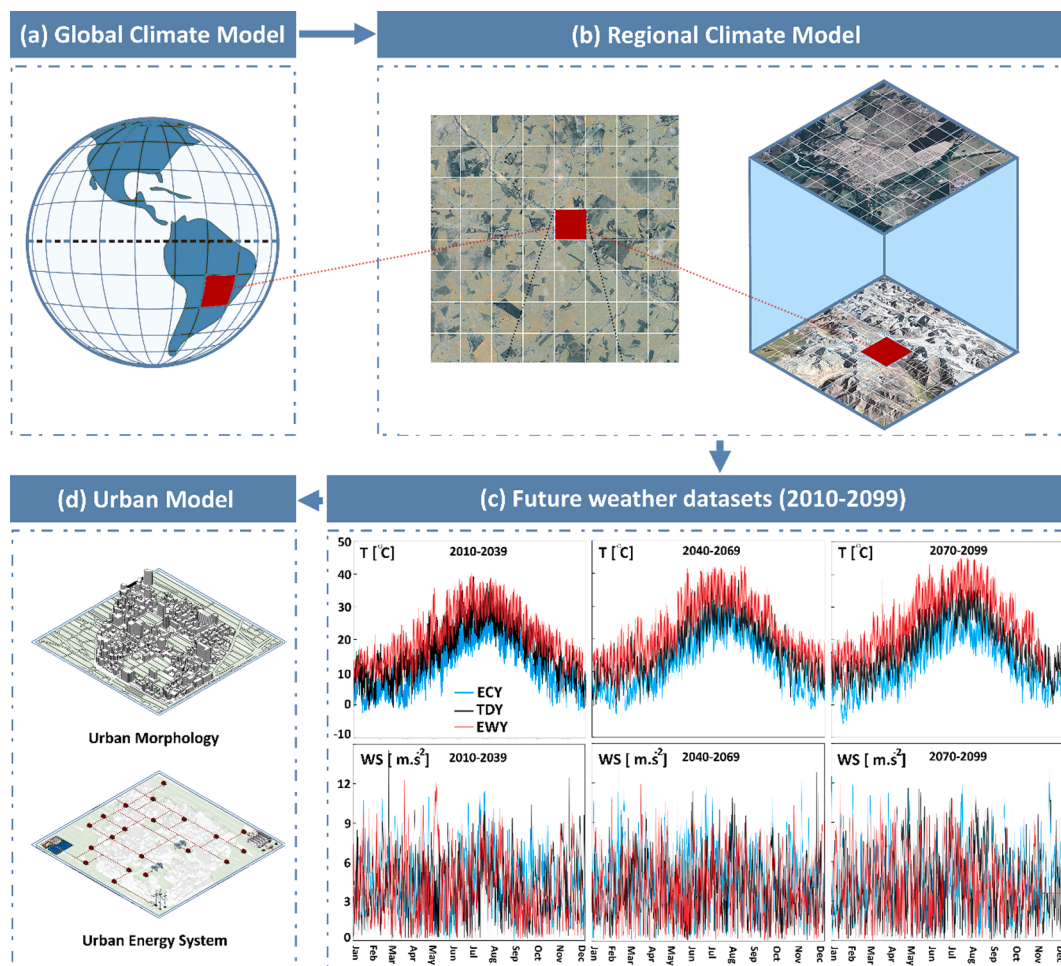 (a) Global Climate Model
(b) Regional Climate Model
(d) Urban Model
Urban Morphology
Urban Energy System
(c) Future weather datasets (2010-2099)
T [°C]
2010-2039
T [°C]
2040-2069
T [°C]
2070-2099
50
40
30
20
10
0
-10
ECY
TDY
EWY
WS [ m.s²]
2010-2039
WS [ m.s²]
2040-2069
WS [ m.s²]
2070-2099
12
9
6
3
0
Jan Feb Mar Apr May Jun Jul Aug Sep Oct Nov Dec
Jan Feb Mar Apr May Jun Jul Aug Sep Oct Nov Dec
Jan Feb Mar Apr May Jun Jul Aug Sep Oct Nov Dec